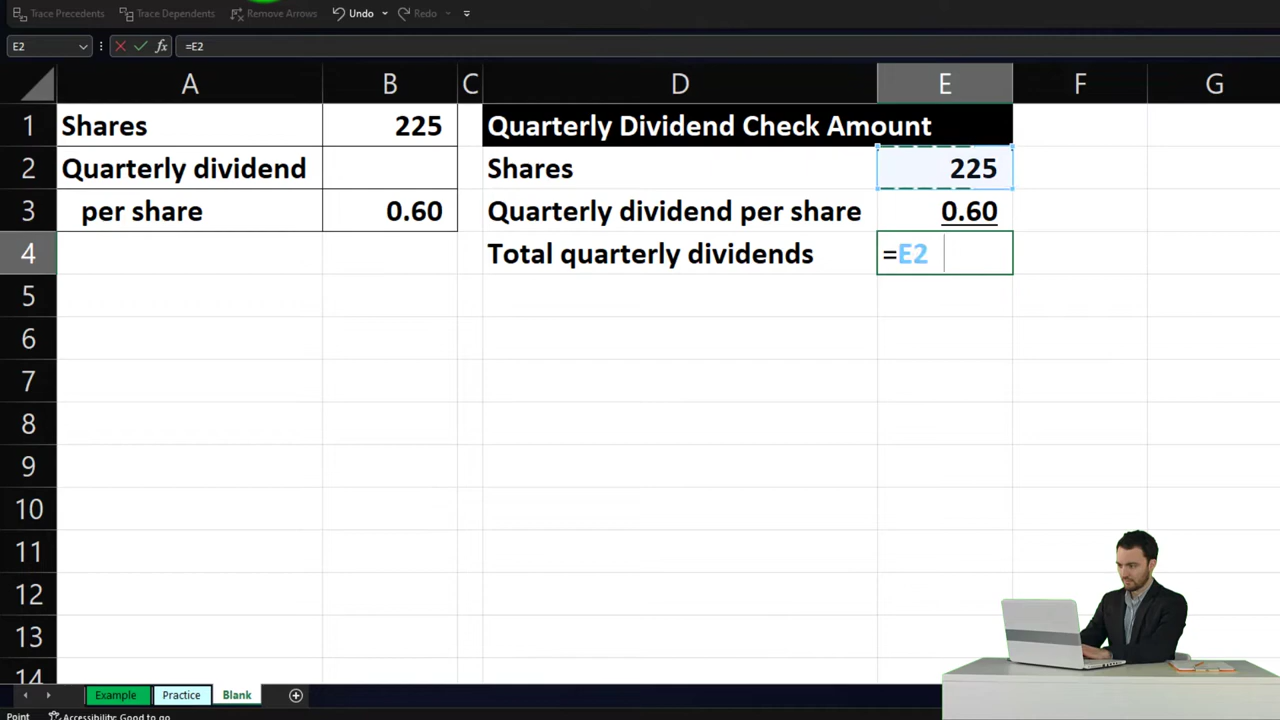 Trace Precedents Trace Dependents Remove Arrows Undo Redo
E2 fx =E2
A B C D E F G
1 Shares 225 Quarterly Dividend Check Amount
2 Quarterly dividend Shares 225
3 per share 0.60 Quarterly dividend per share 0.60
4 Total quarterly dividends =E2
5
6
7
8
9
10
11
12
13
14
Example Practice Blank
Point Accessibility: Good to go